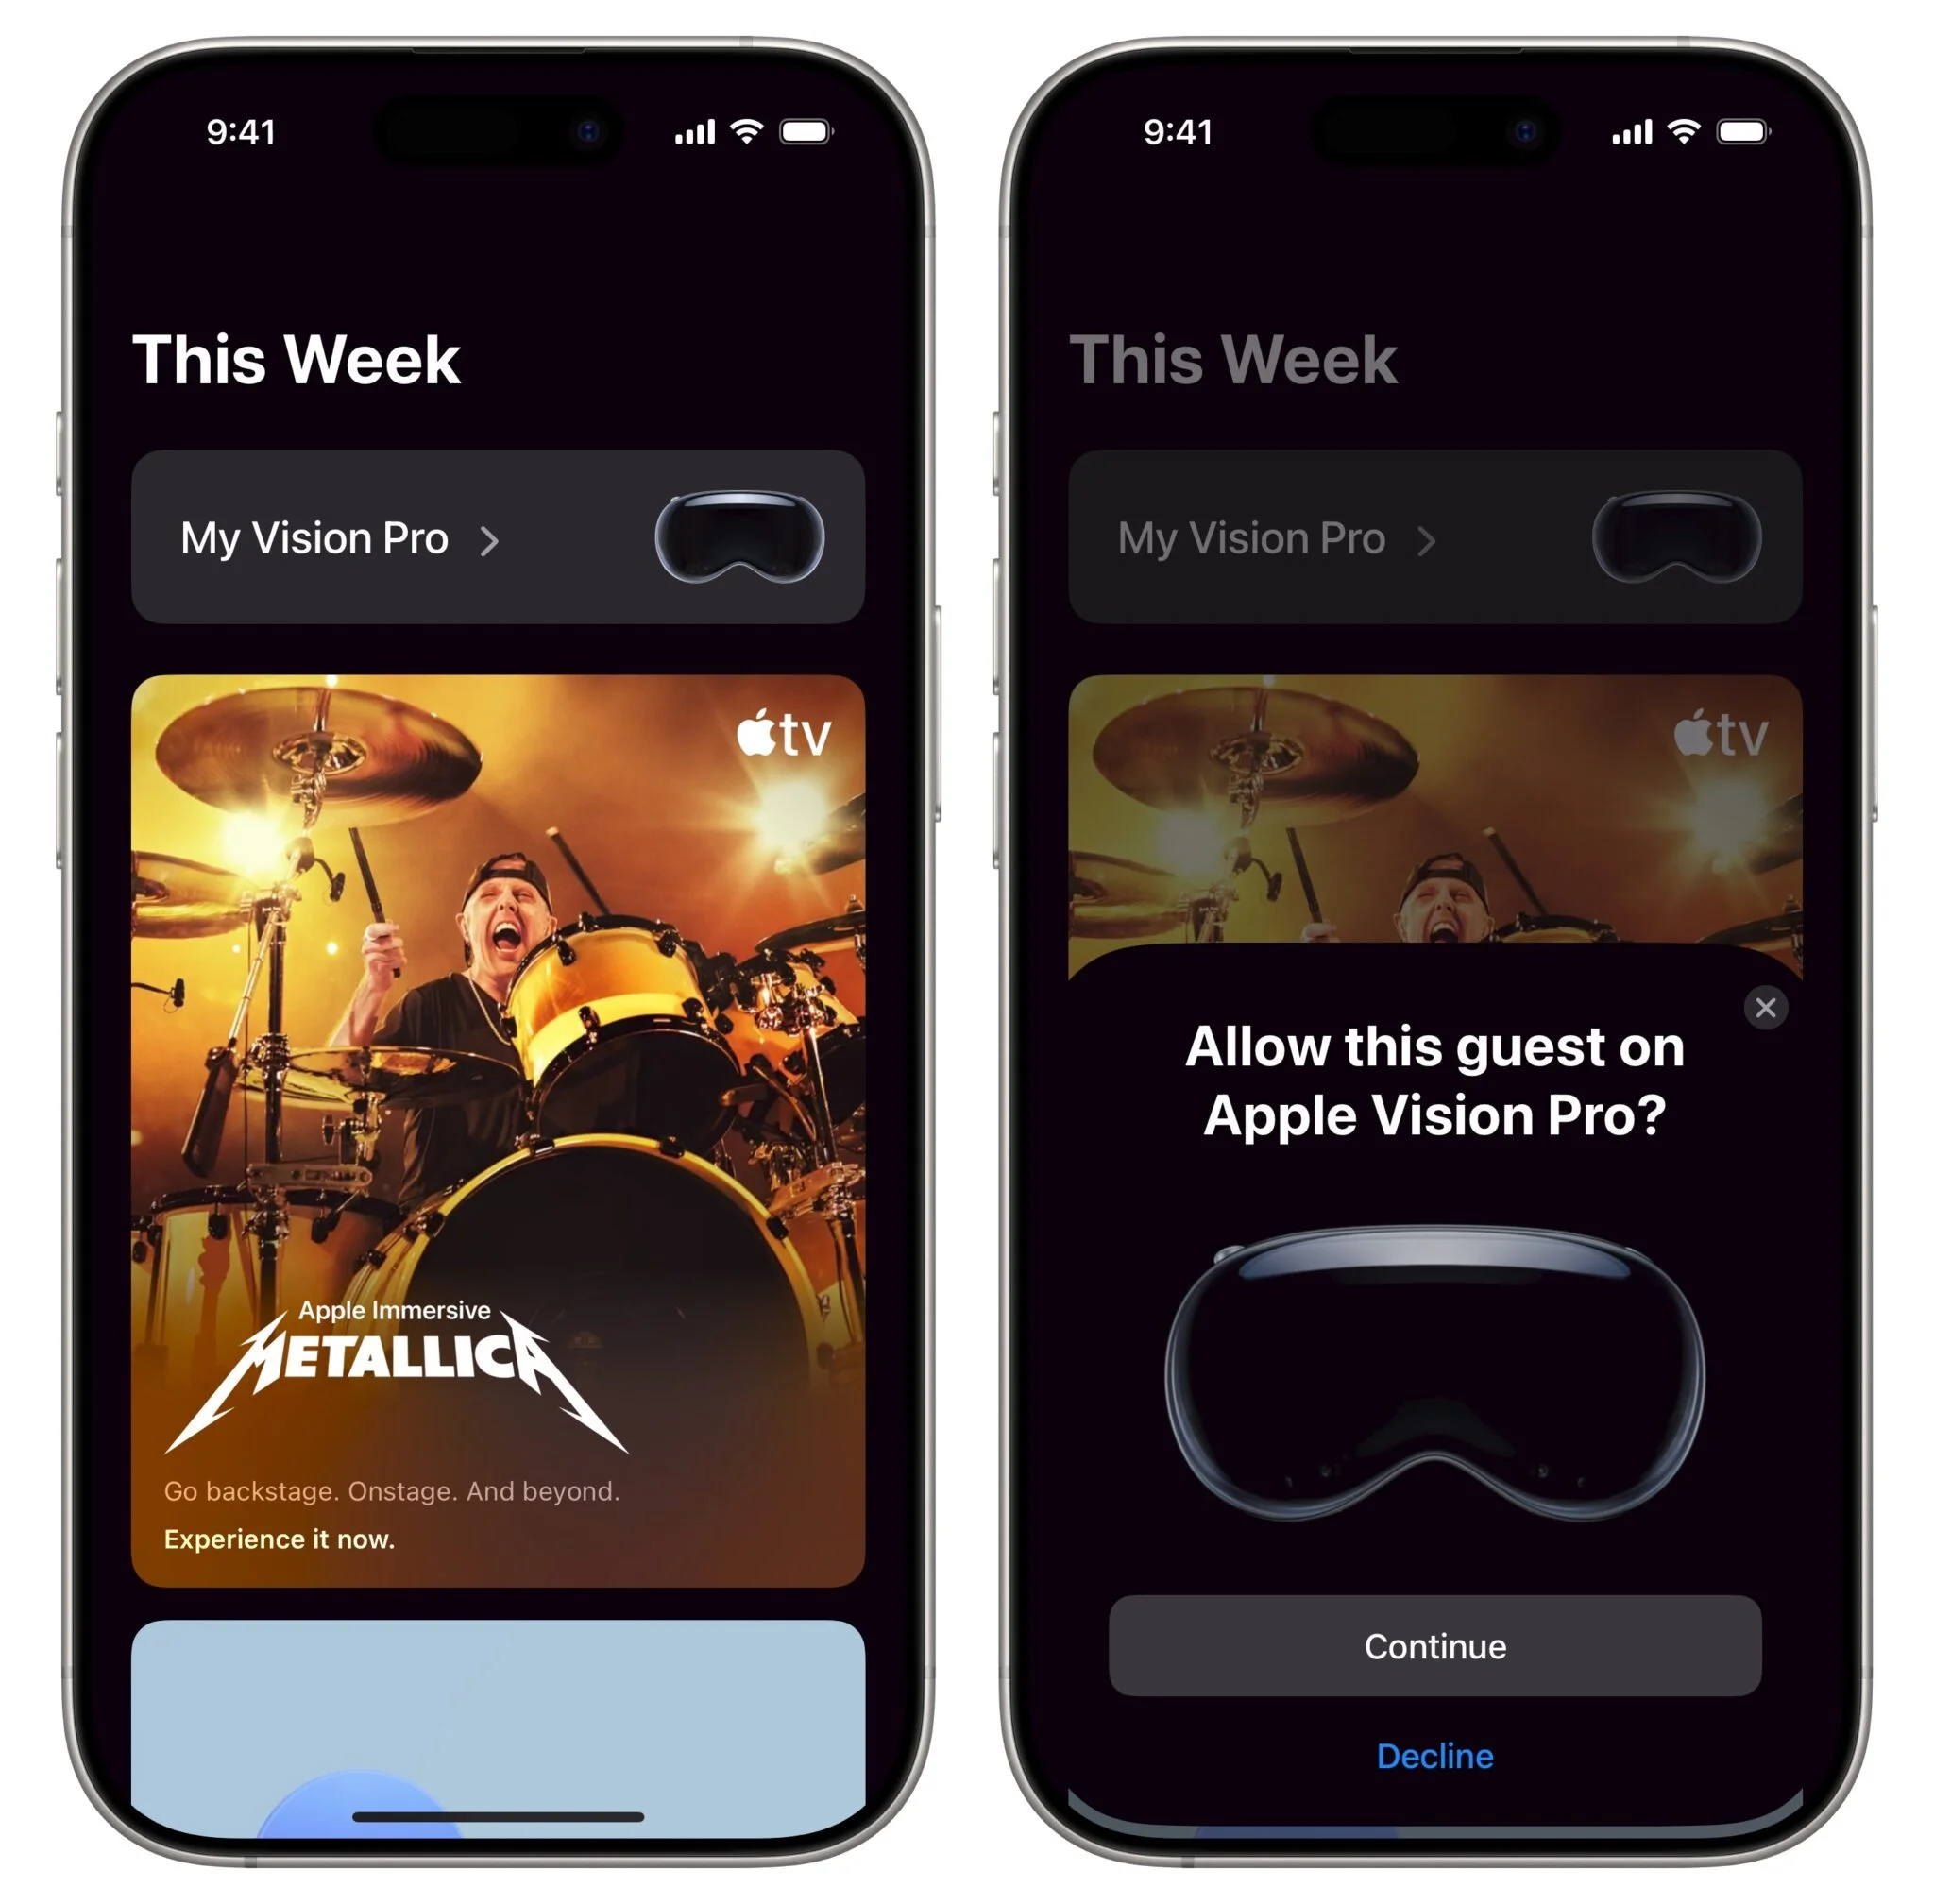 9:41
This Week
My Vision Pro
tv
Apple Immersive
METALLICA
Go backstage. Onstage. And beyond.
Experience it now.
9:41
This Week
My Vision Pro
tv
Allow this guest on
Apple Vision Pro?
Continue
Decline